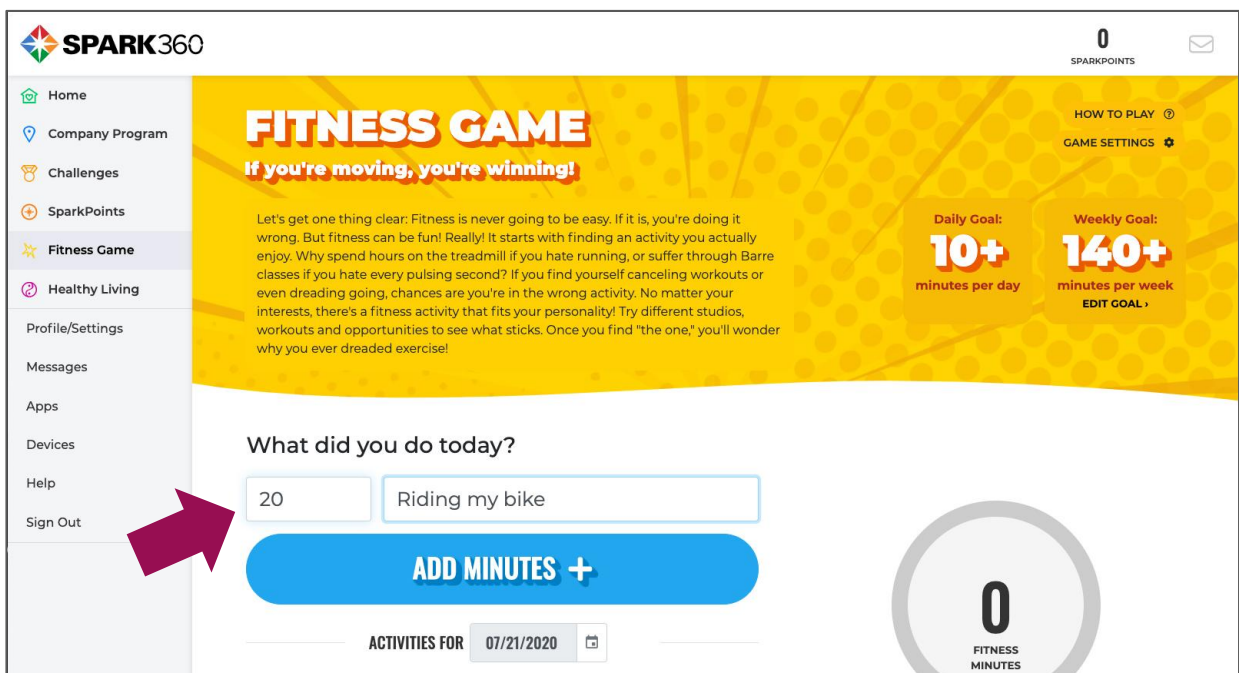 SPARK360
0
SPARKPOINTS
Home
Company Program
Challenges
SparkPoints
Fitness Game
Healthy Living
Profile/Settings
Messages
Apps
Devices
Help
Sign Out
FITNESS GAME
If you're moving, you're winning!
HOW TO PLAY
GAME SETTINGS
Let's get one thing clear: Fitness is never going to be easy. If it is, you're doing it
wrong. But fitness can be fun! Really! It starts with finding an activity you actually
enjoy. Why spend hours on the treadmill if you hate running, or suffer through Barre
classes if you hate every pulsing second? If you find yourself canceling workouts or
even dreading going, chances are you're in the wrong activity. No matter your
interests, there's a fitness activity that fits your personality! Try different studios,
workouts and opportunities to see what sticks. Once you find "the one," you'll wonder
why you ever dreaded exercise!
Daily Goal:
10+
minutes per day
Weekly Goal:
140+
minutes per week
EDIT GOAL ›
What did you do today?
20
Riding my bike
ADD MINUTES +
ACTIVITIES FOR 07/21/2020
0
FITNESS
MINUTES